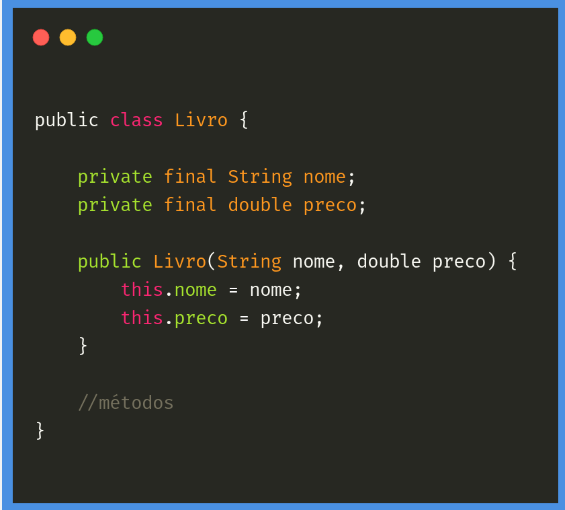 public class Livro {
private final String nome;
private final double preco;
public Livro(String nome, double preco) {
this.nome = nome;
this.preco = preco;
}
//métodos
}